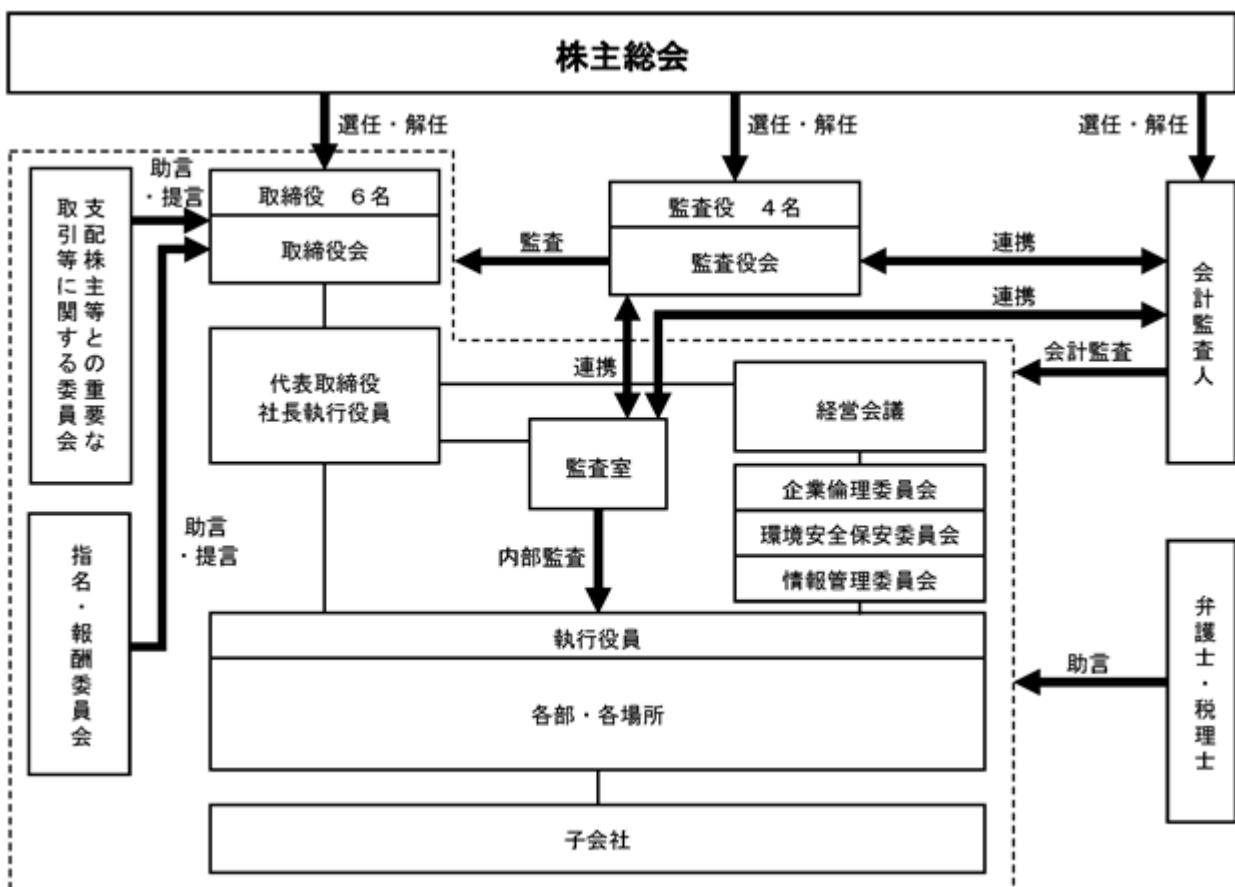 株主総会
選任・解任
選任・解任
選任・解任
助言
・提言
支配株主等との重要な
取引等に関する委員会
取締役 6名
取締役会
監査役 4名
監査役会
監査
連携
連携
会計監査人
会計監査
代表取締役
社長執行役員
連携
経営会議
監査室
企業倫理委員会
環境安全保安委員会
情報管理委員会
助言
・提言
指名・報酬委員会
内部監査
執行役員
各部・各場所
助言
弁護士・税理士
子会社